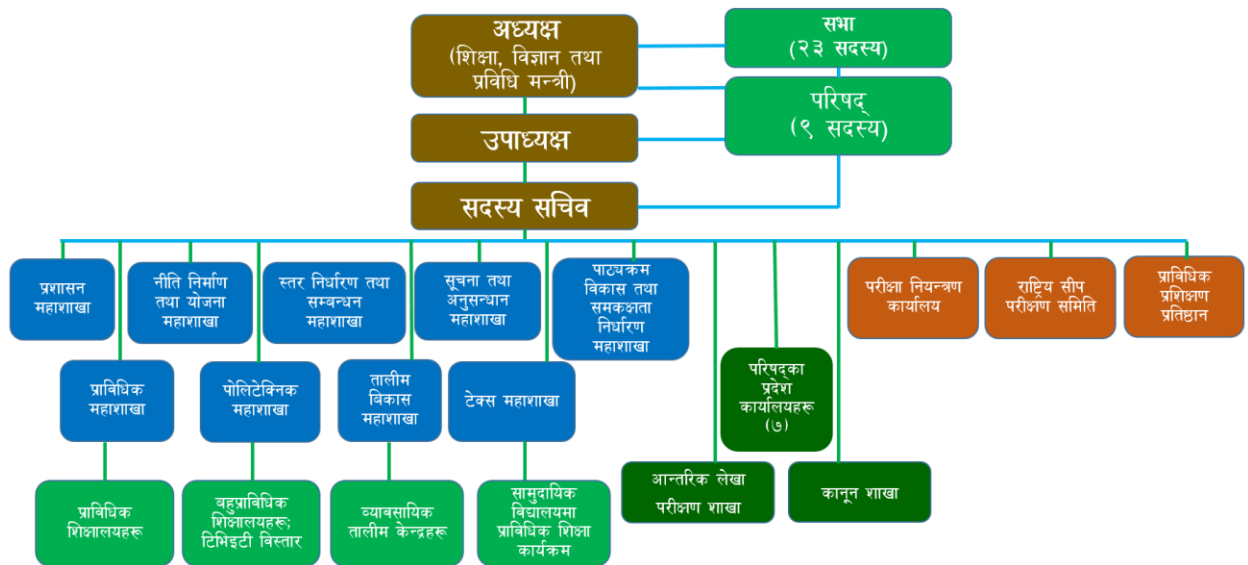 अध्यक्ष
(शिक्षा, विज्ञान तथा
प्रविधि मन्त्री)
सभा
(२३ सदस्य)
परिषद्
(९ सदस्य)
उपाध्यक्ष
सदस्य सचिव
प्रशासन
महाशाखा
नीति निर्माण
तथा योजना
महाशाखा
स्तर निर्धारण तथा
सम्बन्धन
महाशाखा
सूचना तथा
अनुसन्धान
महाशाखा
पाठ्यक्रम
विकास तथा
समकक्षता
निर्धारण
महाशाखा
परीक्षा नियन्त्रण
कार्यालय
राष्ट्रिय सीप
परीक्षण समिति
प्राविधिक
प्रशिक्षण
प्रतिष्ठान
प्राविधिक
महाशाखा
पोलिटेक्निक
महाशाखा
तालीम
विकास
महाशाखा
टेक्स महाशाखा
परिषद्का
प्रदेश
कार्यालयहरू
(७)
प्राविधिक
शिक्षालयहरू
बहुप्राविधिक
शिक्षालयहरू;
टिभिइटी विस्तार
व्यावसायिक
तालीम केन्द्रहरू
सामुदायिक
विद्यालयमा
प्राविधिक शिक्षा
कार्यक्रम
आन्तरिक लेखा
परीक्षण शाखा
कानून शाखा